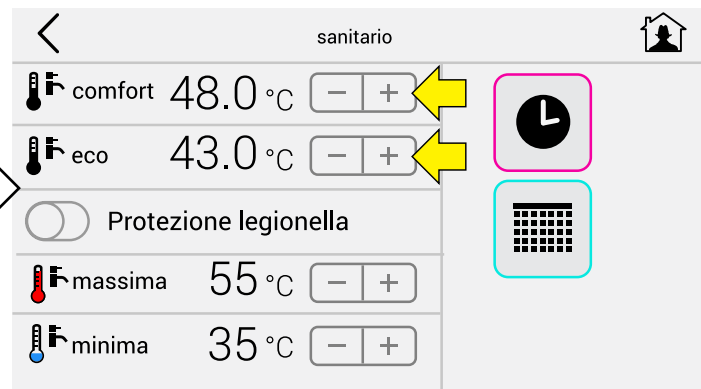 sanitario
comfort 48.0 °C − +
eco 43.0 °C − +
Protezione legionella
massima 55 °C − +
minima 35 °C − +